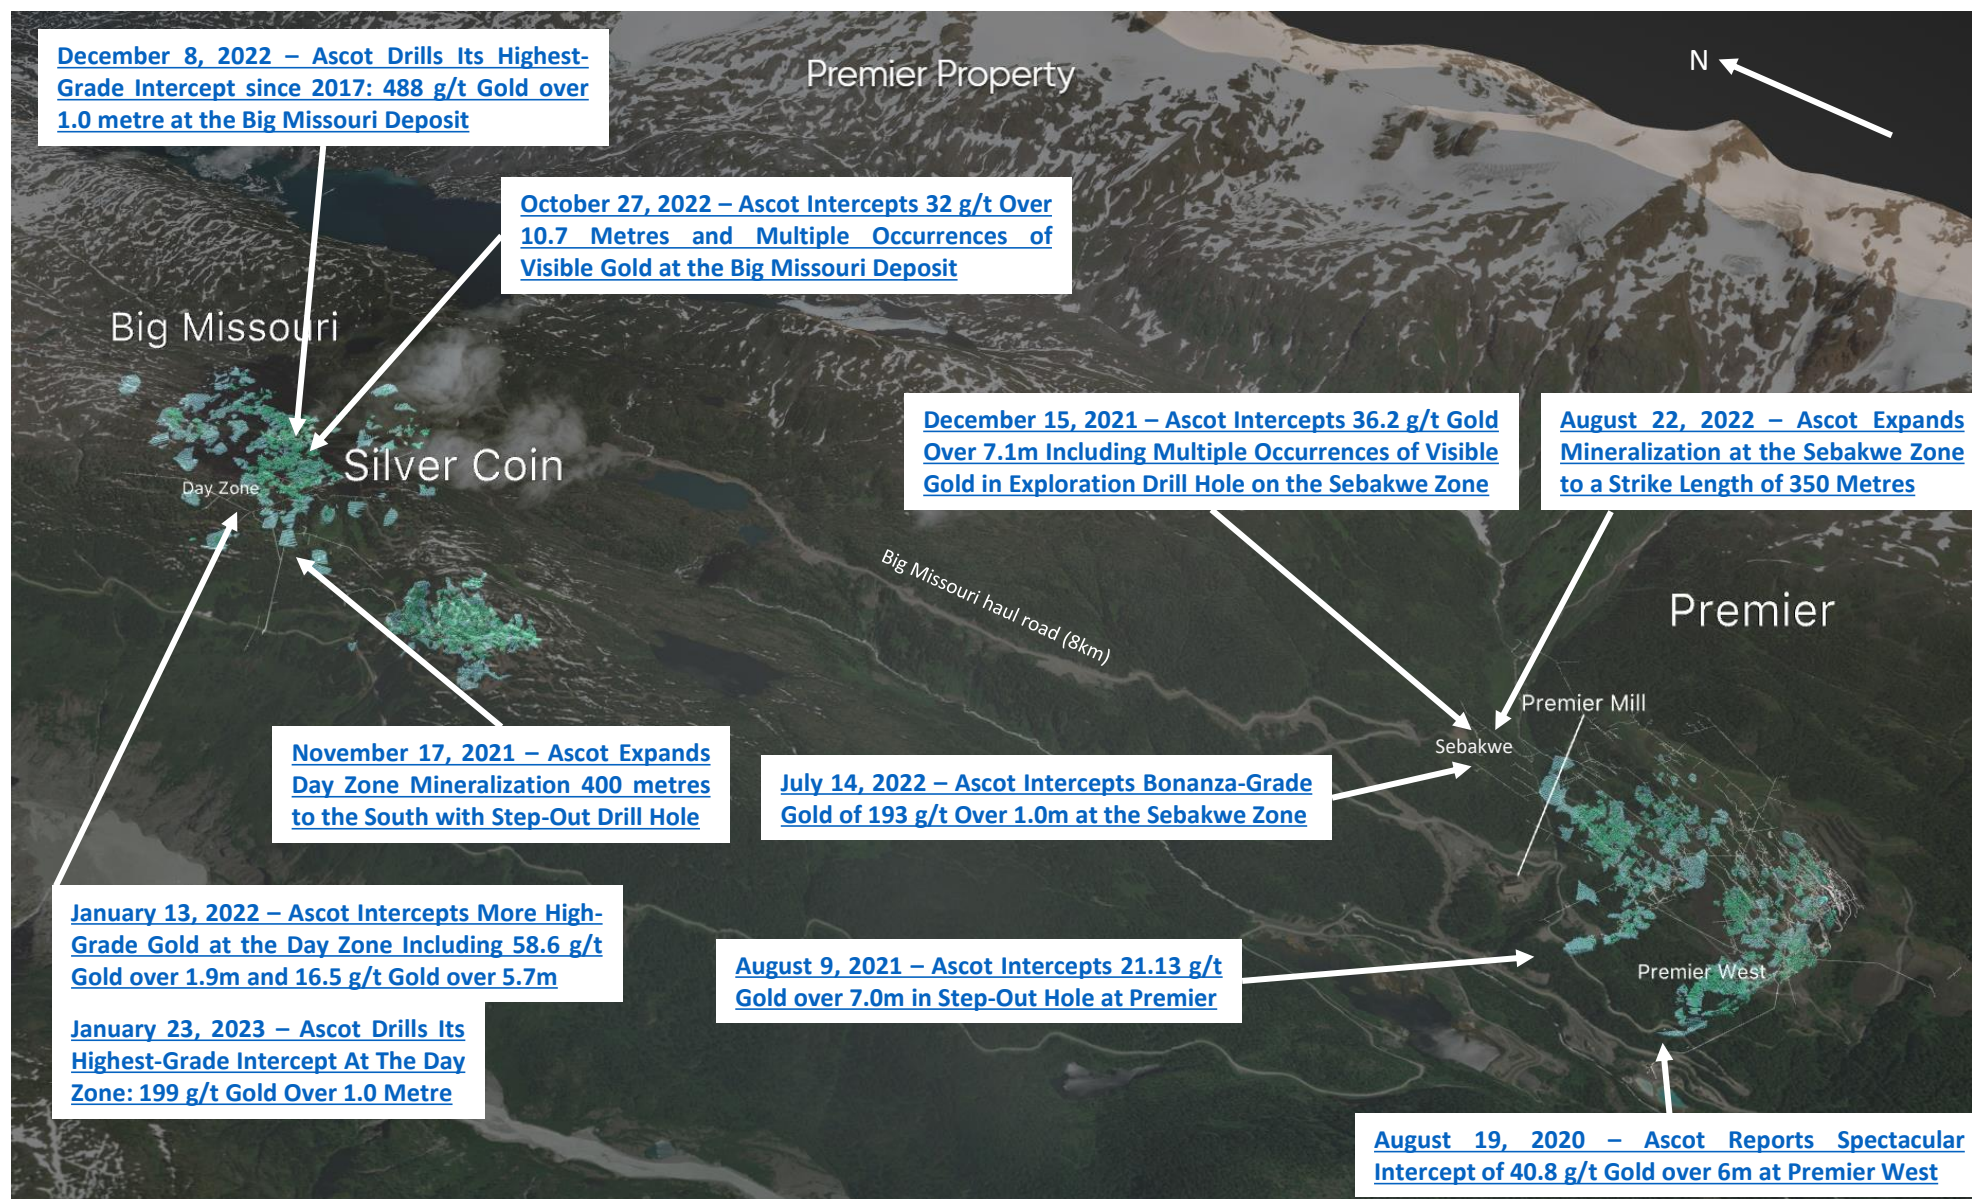 December 8, 2022 – Ascot Drills Its Highest-
Grade Intercept since 2017: 488 g/t Gold over
1.0 metre at the Big Missouri Deposit
Premier Property
N
October 27, 2022 – Ascot Intercepts 32 g/t Over
10.7 Metres and Multiple Occurrences of
Visible Gold at the Big Missouri Deposit
Big Missouri
Silver Coin
Day Zone
December 15, 2021 – Ascot Intercepts 36.2 g/t Gold
Over 7.1m Including Multiple Occurrences of Visible
Gold in Exploration Drill Hole on the Sebakwe Zone
August 22, 2022 – Ascot Expands
Mineralization at the Sebakwe Zone
to a Strike Length of 350 Metres
Big Missouri haul road (8km)
Premier
Premier Mill
Sebakwe
November 17, 2021 – Ascot Expands
Day Zone Mineralization 400 metres
to the South with Step-Out Drill Hole
July 14, 2022 – Ascot Intercepts Bonanza-Grade
Gold of 193 g/t Over 1.0m at the Sebakwe Zone
January 13, 2022 – Ascot Intercepts More High-
Grade Gold at the Day Zone Including 58.6 g/t
Gold over 1.9m and 16.5 g/t Gold over 5.7m
August 9, 2021 – Ascot Intercepts 21.13 g/t
Gold over 7.0m in Step-Out Hole at Premier
Premier West
January 23, 2023 – Ascot Drills Its
Highest-Grade Intercept At The Day
Zone: 199 g/t Gold Over 1.0 Metre
August 19, 2020 – Ascot Reports Spectacular
Intercept of 40.8 g/t Gold over 6m at Premier West